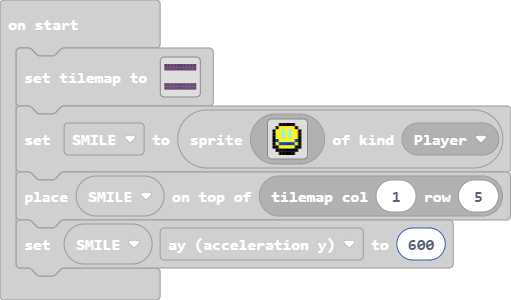 on start
set tilemap to
set SMILE to sprite of kind Player
place SMILE on top of tilemap col 1 row 5
set SMILE ay (acceleration y) to 600